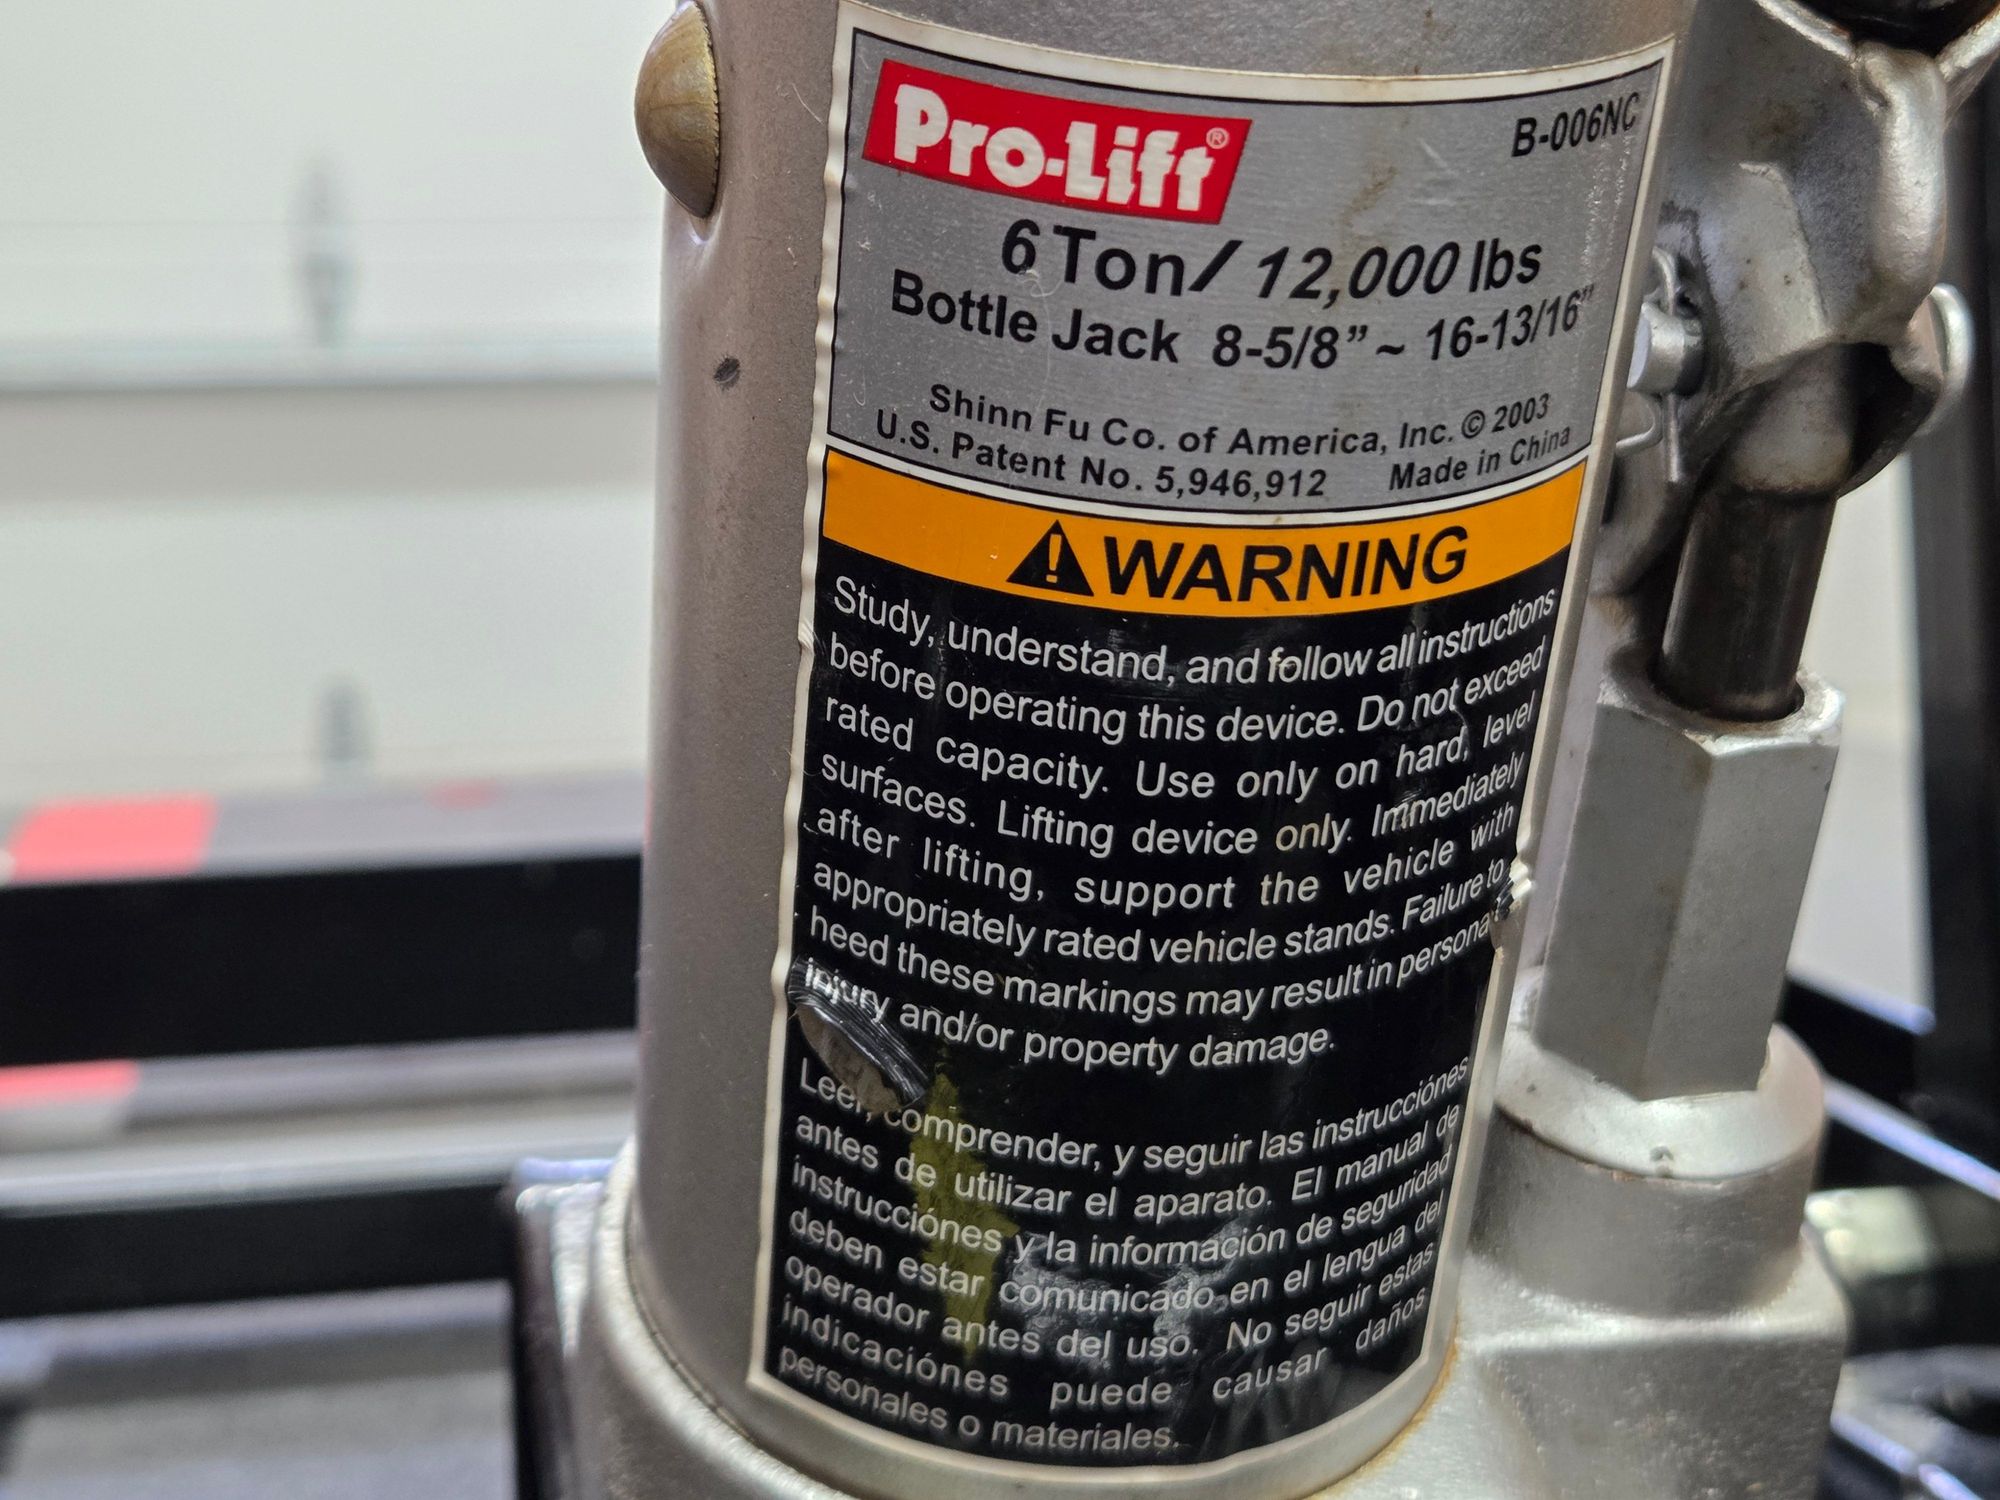 Pro-Lift®
B-006NC
6 Ton/ 12,000 lbs
Bottle Jack 8-5/8" ~ 16-13/16"
Shinn Fu Co. of America, Inc. © 2003
U.S. Patent No. 5,946,912 Made in China
WARNING
Study, understand, and follow all instructions
before operating this device. Do not exceed
rated capacity. Use only on hard, level
surfaces. Lifting device only. Immediately
after lifting, support the vehicle with
appropriately rated vehicle stands. Failure to
heed these markings may result in personal
injury and/or property damage.
Leer, comprender, y seguir las instrucciónes
antes de utilizar el aparato. El manual de
instrucciónes y la información de seguridad
deben estar comunicado en el lengua del
operador antes del uso. No seguir estas
indicaciónes puede causar daños
personales o materiales.